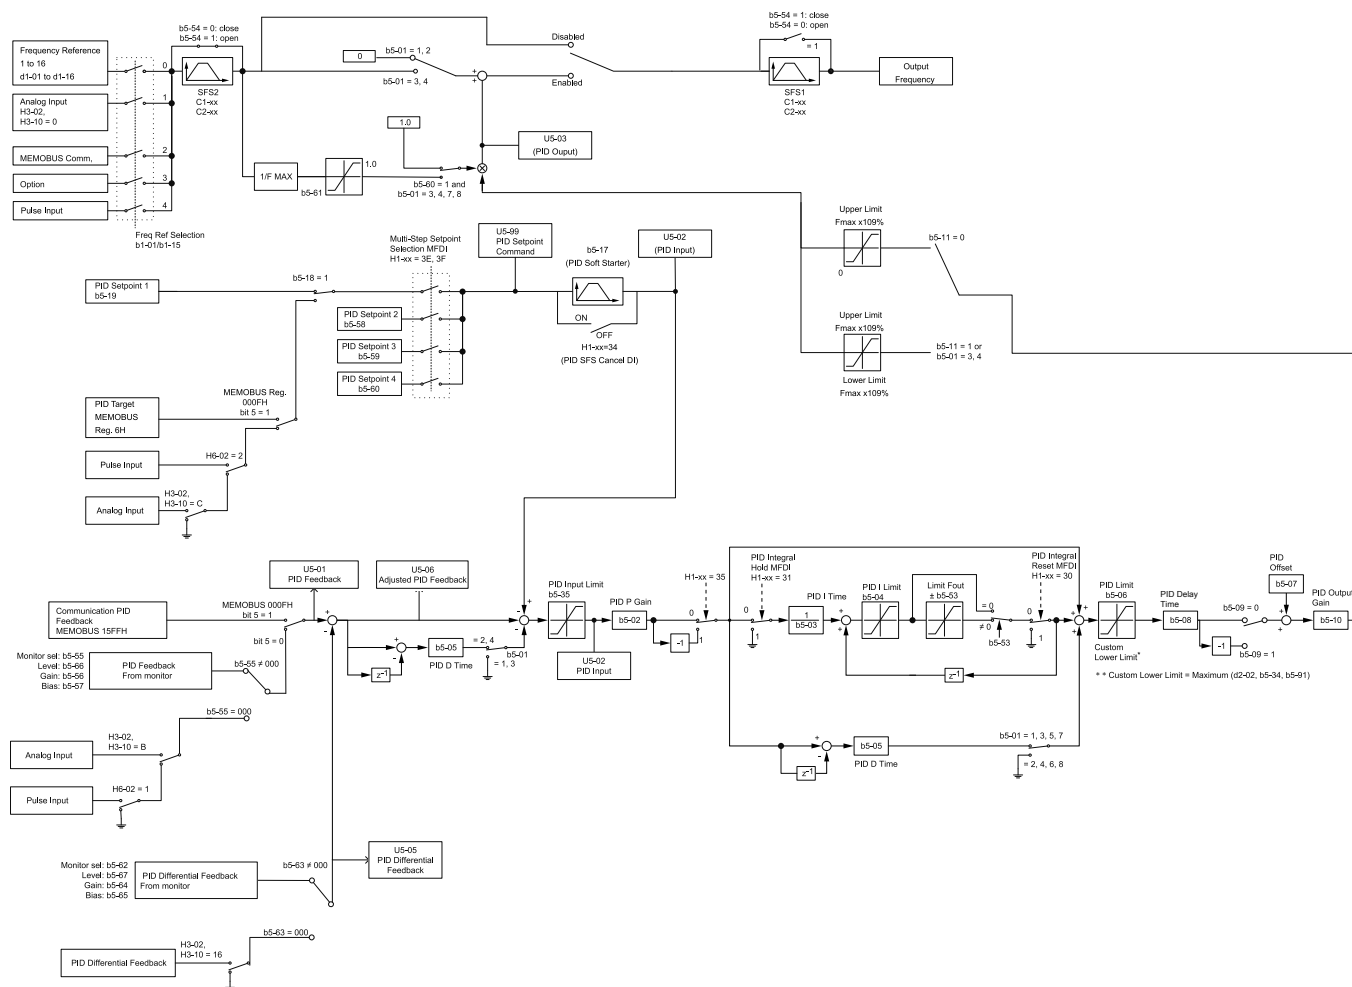 b5-54 = 0: close
b5-54 = 1: open
b5-54 = 1: close
b5-54 = 0: open
= 1
Frequency Reference
1 to 16
d1-01 to d1-16
0
SFS2
C1-xx
C2-xx
0
b5-01 = 1, 2
b5-01 = 3, 4
+
+
Disabled
Enabled
SFS1
C1-xx
C2-xx
Output
Frequency
Analog Input
H3-02,
H3-10 = 0
1
MEMOBUS Comm,
2
Option
3
Pulse Input
4
Freq Ref Selection
b1-01/b1-15
1/F MAX
b5-61
1.0
1.0
b5-60 = 1 and
b5-01 = 3, 4, 7, 8
U5-03
(PID Ouput)
Upper Limit
Fmax x109%
0
b5-11 = 0
Upper Limit
Fmax x109%
Lower Limit
Fmax x109%
b5-11 = 1 or
b5-01 = 3, 4
Multi-Step Setpoint
Selection MFDI
H1-xx = 3E, 3F
U5-99
PID Setpoint
Command
b5-17
(PID Soft Starter)
U5-02
(PID Input)
ON
OFF
H1-xx=34
(PID SFS Cancel DI)
PID Setpoint 1
b5-19
b5-18 = 1
PID Setpoint 2
b5-58
PID Setpoint 3
b5-59
PID Setpoint 4
b5-60
PID Target
MEMOBUS
Reg. 6H
MEMOBUS Reg.
000FH
bit 5 = 1
Pulse Input
H6-02 = 2
Analog Input
H3-02,
H3-10 = C
U5-01
PID Feedback
U5-06
Adjusted PID Feedback
Communication PID
Feedback
MEMOBUS 15FFH
MEMOBUS 000FH
bit 5 = 1
bit 5 = 0
+
-
Monitor sel: b5-55
Level: b5-66
Gain: b5-56
Bias: b5-57
PID Feedback
From monitor
b5-55 ≠ 000
b5-55 = 000
Analog Input
H3-02,
H3-10 = B
Pulse Input
H6-02 = 1
z-1
+
-
b5-05
PID D Time
= 2, 4
b5-01
= 1, 3
+
-
-
PID Input Limit
b5-35
U5-02
PID Input
PID P Gain
b5-02
-1
H1-xx = 35
0
1
PID Integral
Hold MFDI
H1-xx = 31
0
1
PID I Time
1
b5-03
+
+
PID I Limit
b5-04
Limit Fout
± b5-53
= 0
≠ 0
b5-53
PID Integral
Reset MFDI
H1-xx = 30
0
1
z-1
+
+
+
PID Limit
b5-06
Custom
Lower Limit*
PID Delay
Time
b5-08
-1
b5-09 = 0
b5-09 = 1
PID
Offset
b5-07
+
+
PID Output
Gain
b5-10
* * Custom Lower Limit = Maximum (d2-02, b5-34, b5-91)
z-1
+
-
b5-05
PID D Time
b5-01 = 1, 3, 5, 7
= 2, 4, 6, 8
Monitor sel: b5-62
Level: b5-67
Gain: b5-64
Bias: b5-65
PID Differential Feedback
From monitor
b5-63 ≠ 000
U5-05
PID Differential
Feedback
PID Differential Feedback
H3-02,
H3-10 = 16
b5-63 = 000